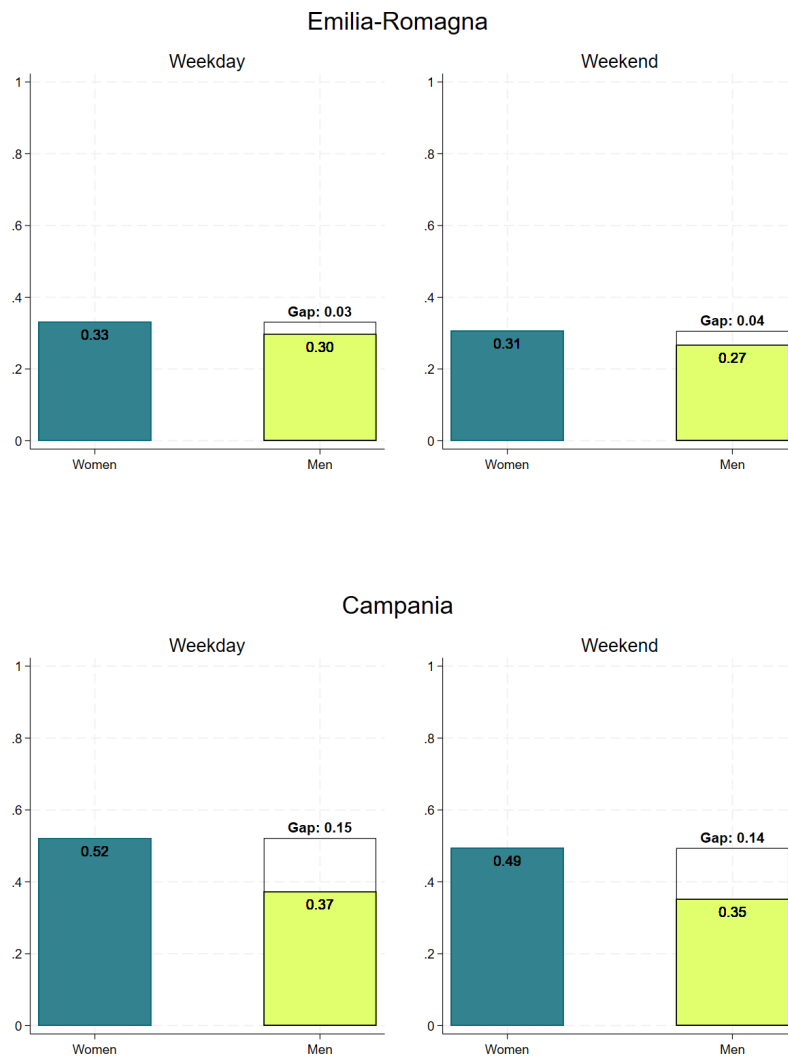 Emilia-Romagna
Weekday
Weekend
1
.8
.6
.4
.2
0
0.33
Gap: 0.03
0.30
Women
Men
1
.8
.6
.4
.2
0
0.31
Gap: 0.04
0.27
Women
Men
Campania
Weekday
Weekend
1
.8
.6
.4
.2
0
0.52
Gap: 0.15
0.37
Women
Men
1
.8
.6
.4
.2
0
0.49
Gap: 0.14
0.35
Women
Men